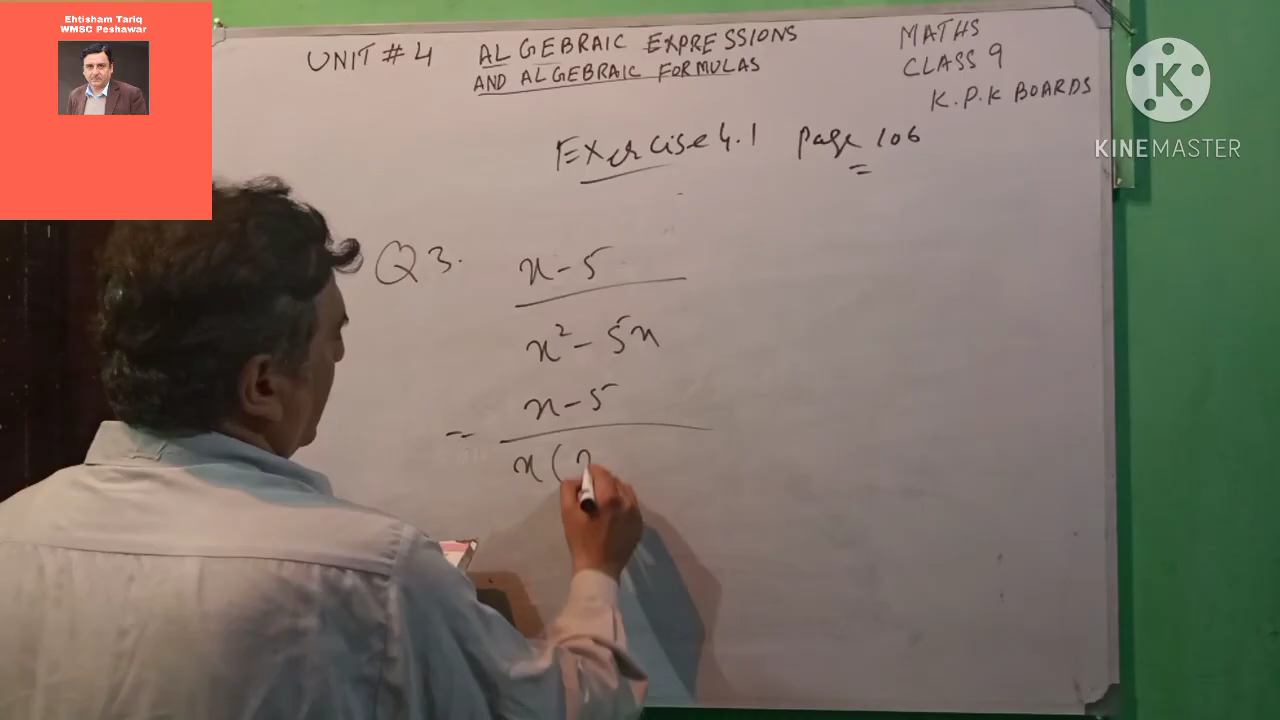 Ehtisham Tariq
WMSC Peshawar
UNIT # 4 ALGEBRAIC EXPRESSIONS
AND ALGEBRAIC FORMULAS
MATHS
CLASS 9
K.P.K BOARDS
K
KINEMASTER
Exercise 4.1 page 106
Q3. x-5
x² - 5x
x-5
=
x(